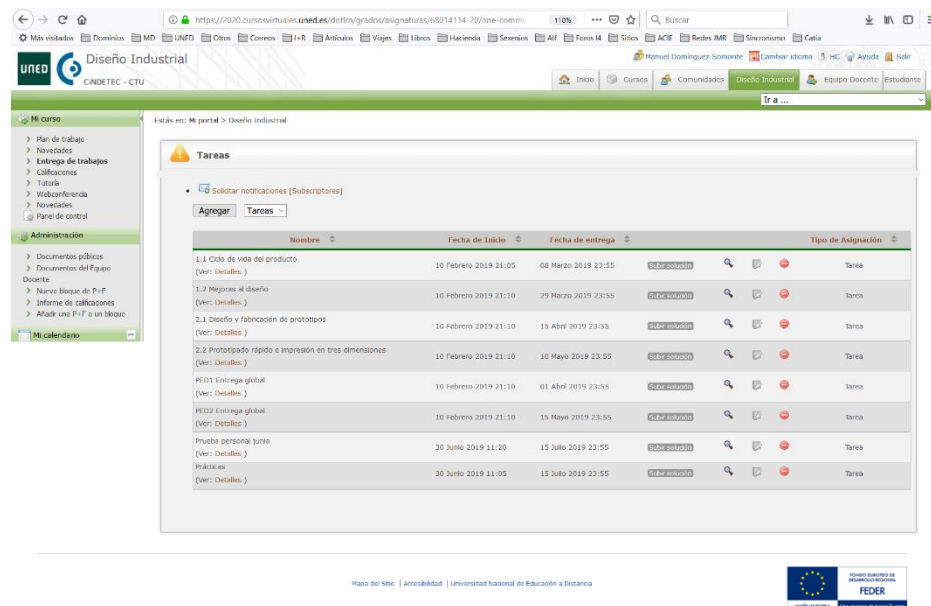 https://2020.cursosvirtuales.uned.es/dotlrn/grados/asignaturas/68014114-20/one-commu
110%
Buscar
Más visitados Dominios MD UNED Otros Correos I+R Artículos Viajes Libros Hacienda Sexenios Alf Foros I4 Sitios ACIE Redes JMR Sincronismo Catia
UNED
Diseño Industrial
CiNDETEC - CTU
Manuel Domínguez Somonte Cambiar idioma HC Ayuda Salir
Inicio Cursos Comunidades Diseño Industrial Equipo Docente Estudiante
Ir a ...
Mi curso
Estás en: Mi portal > Diseño Industrial
Plan de trabajo
Novedades
Entrega de trabajos
Calificaciones
Tutoría
Webconferencia
Novedades
Panel de control
Administración
Documentos públicos
Documentos del Equipo
Docente
Nuevo bloque de P+F
Informe de calificaciones
Añadir una P+F a un bloque
Mi calendario
Tareas
Solicitar notificaciones [Subscriptores]
Agregar Tareas
Nombre Fecha de Inicio Fecha de entrega Tipo de Asignación
1.1 Ciclo de vida del producto
(Ver: Detalles ) 10 Febrero 2019 21:05 08 Marzo 2019 23:55 Subir solución Tarea
1.2 Mejoras al diseño
(Ver: Detalles ) 10 Febrero 2019 21:10 29 Marzo 2019 23:55 Subir solución Tarea
2.1 Diseño y fabricación de prototipos
(Ver: Detalles ) 10 Febrero 2019 21:10 15 Abril 2019 23:55 Subir solución Tarea
2.2 Prototipado rápido e impresión en tres dimensiones
(Ver: Detalles ) 10 Febrero 2019 21:10 10 Mayo 2019 23:55 Subir solución Tarea
PED1 Entrega global
(Ver: Detalles ) 10 Febrero 2019 21:10 01 Abril 2019 23:55 Subir solución Tarea
PED2 Entrega global
(Ver: Detalles ) 10 Febrero 2019 21:10 15 Mayo 2019 23:55 Subir solución Tarea
Prueba personal junio
(Ver: Detalles ) 30 Junio 2019 11:20 15 Julio 2019 23:55 Subir solución Tarea
Prácticas
(Ver: Detalles ) 30 Junio 2019 11:05 15 Julio 2019 23:55 Subir solución Tarea
Mapa del Sitio | Accesibilidad | Universidad Nacional de Educación a Distancia
FONDO EUROPEO DE
DESARROLLO REGIONAL
FEDER
UNIÓN EUROPEA